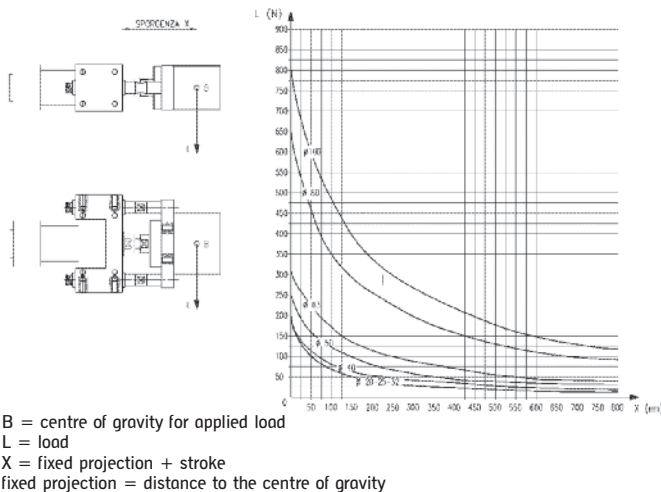 SPORGENZA X
B
L
B
L
L (N)
900
850
800
750
700
650
600
550
500
450
400
350
300
250
200
150
100
50
0
ø 100
ø 80
ø 63
ø 50
ø 40
ø 20-25-32
50 100 150 200 250 300 350 400 450 500 550 600 650 700 750 800 X (mm)
B = centre of gravity for applied load
L = load
X = fixed projection + stroke
fixed projection = distance to the centre of gravity